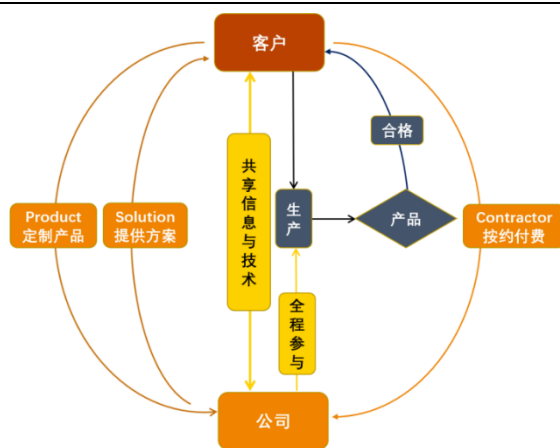 客户
合格
共享信息与技术
Product
定制产品
Solution
提供方案
生产
产品
Contractor
按约付费
全程参与
公司